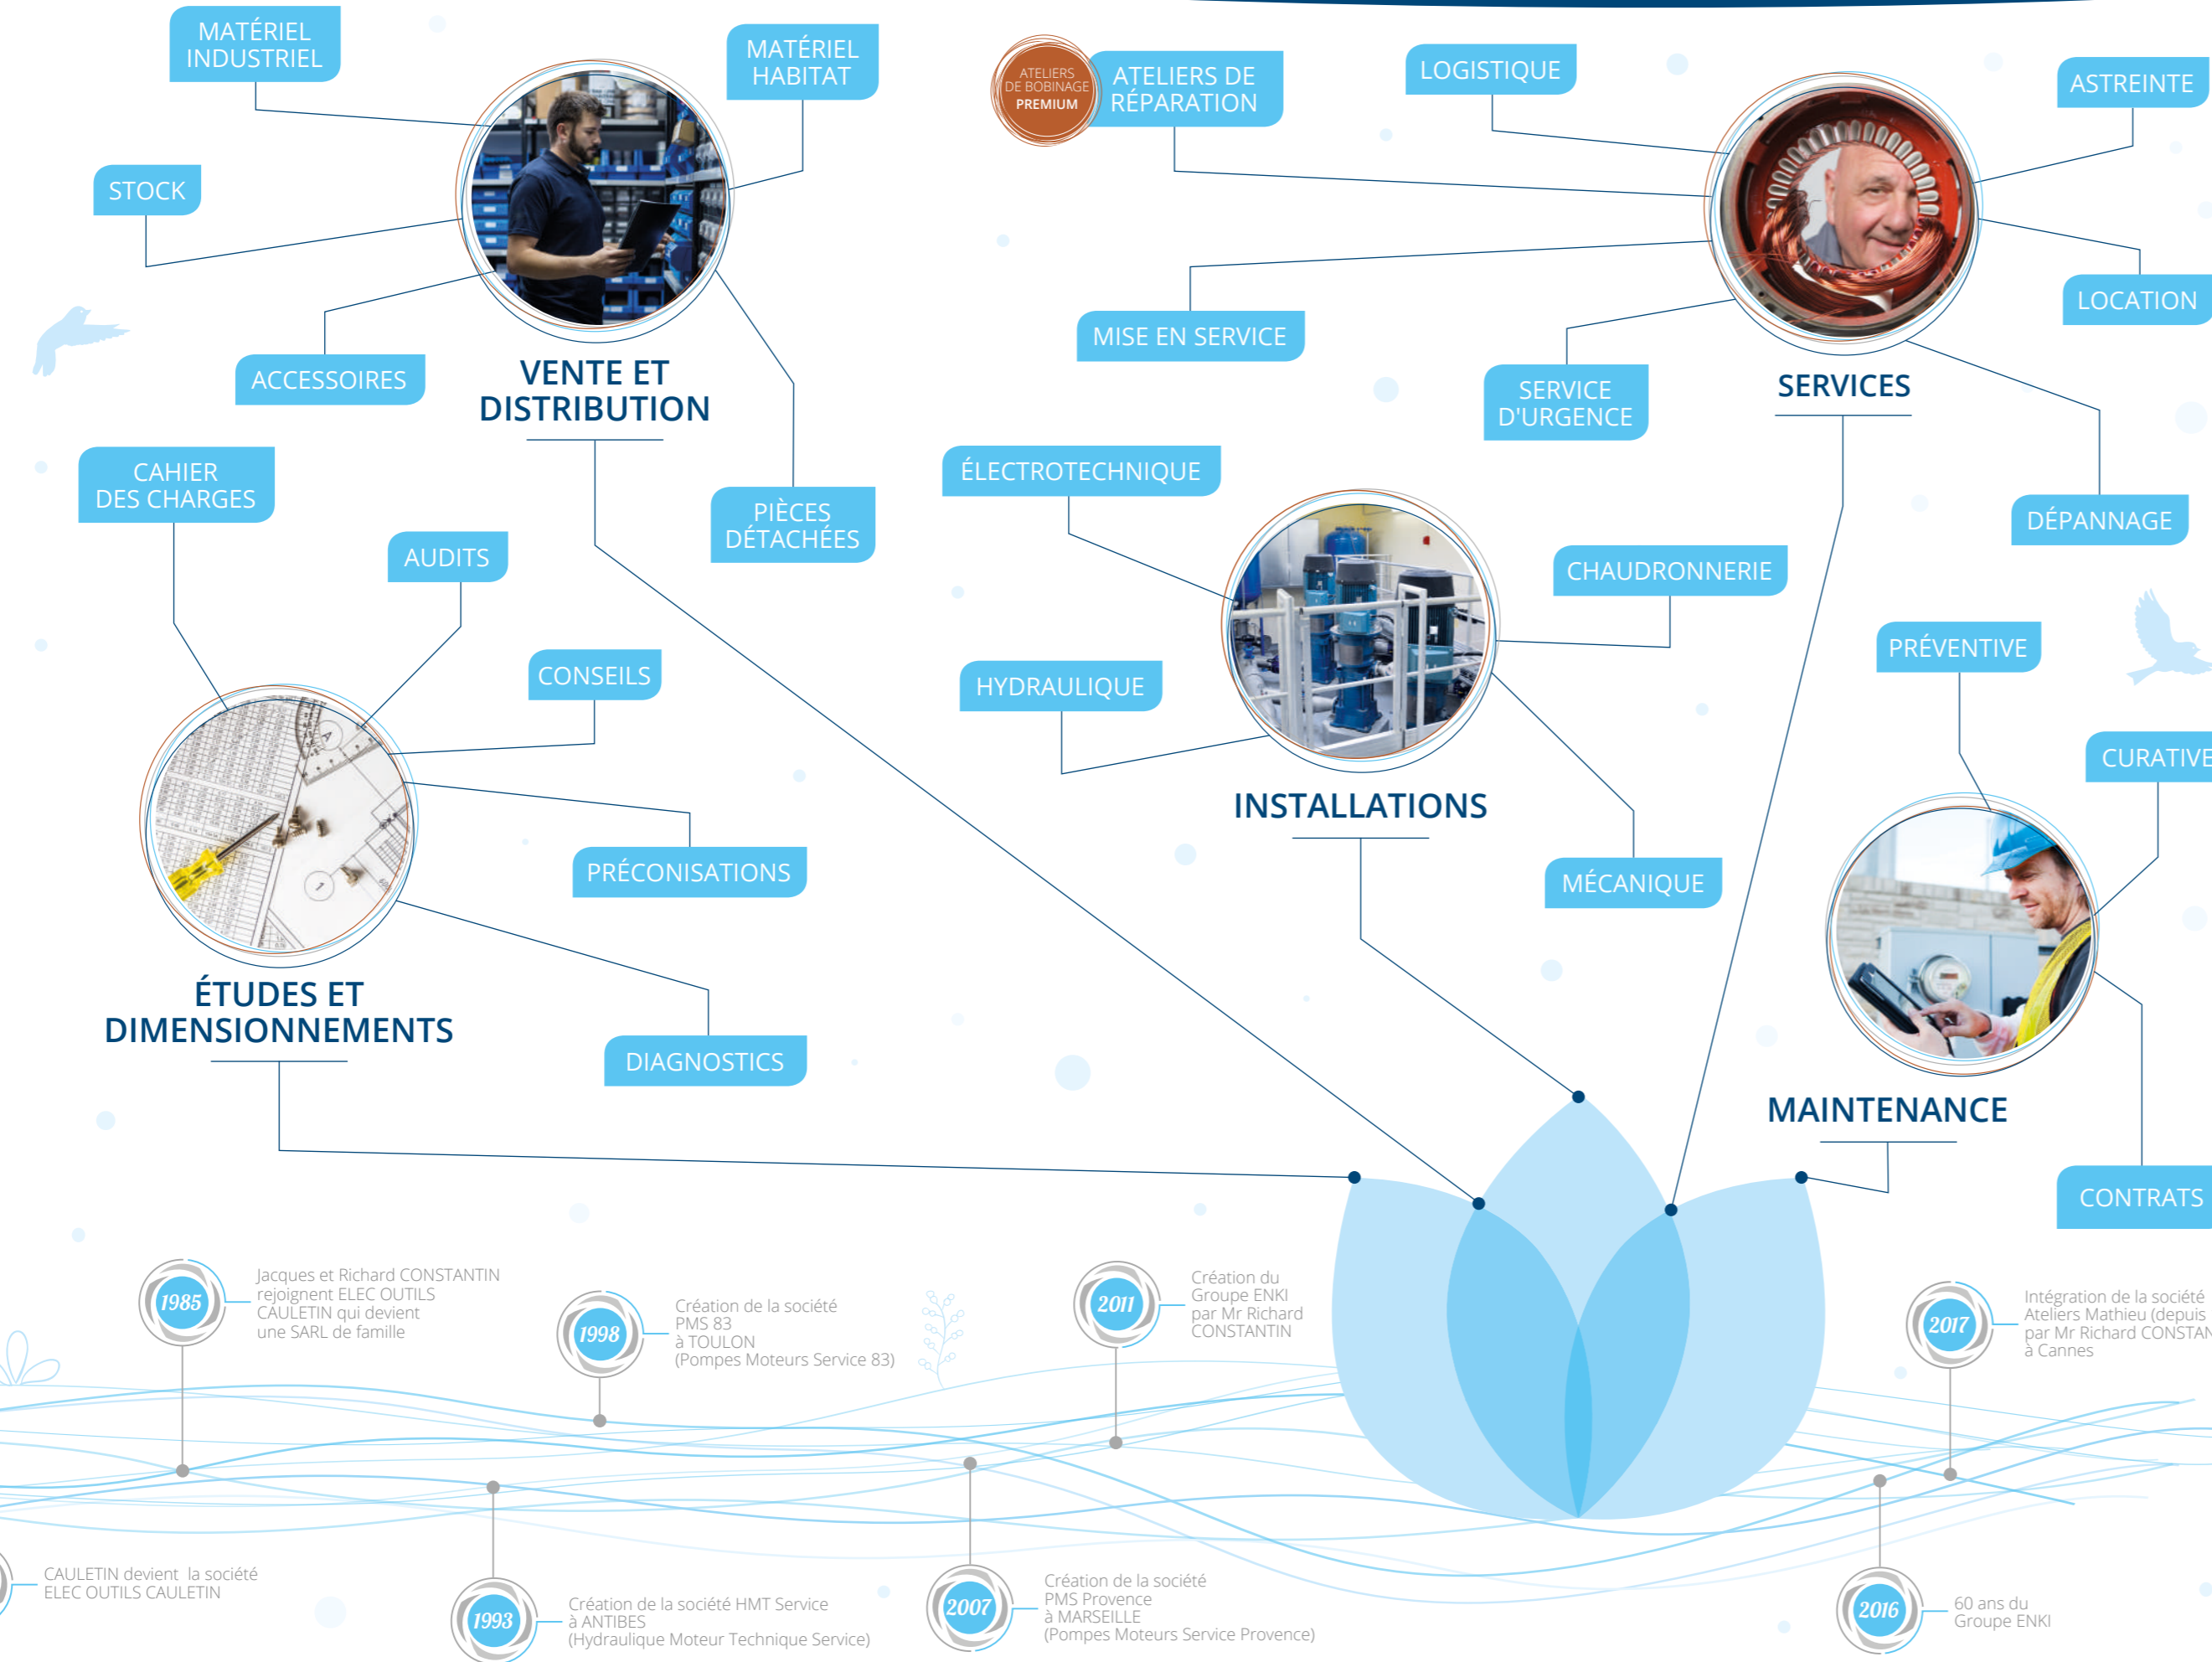 MATÉRIEL
INDUSTRIEL
MATÉRIEL
HABITAT
STOCK
ACCESSOIRES
VENTE ET
DISTRIBUTION
PIÈCES
DÉTACHÉES
ATELIERS
DE BOBINAGE
PREMIUM
ATELIERS DE
RÉPARATION
LOGISTIQUE
ASTREINTE
LOCATION
MISE EN SERVICE
SERVICE
D'URGENCE
SERVICES
DÉPANNAGE
CAHIER
DES CHARGES
AUDITS
CONSEILS
PRÉCONISATIONS
DIAGNOSTICS
ÉTUDES ET
DIMENSIONNEMENTS
ÉLECTROTECHNIQUE
CHAUDRONNERIE
HYDRAULIQUE
INSTALLATIONS
MÉCANIQUE
PRÉVENTIVE
CURATIVE
MAINTENANCE
CONTRATS
1985
Jacques et Richard CONSTANTIN
rejoignent ELEC OUTILS
CAULETIN qui devient
une SARL de famille
1998
Création de la société
PMS 83
à TOULON
(Pompes Moteurs Service 83)
2011
Création du
Groupe ENKI
par Mr Richard
CONSTANTIN
2017
Intégration de la société
Ateliers Mathieu (depuis
par Mr Richard CONSTAN
à Cannes
CAULETIN devient la société
ELEC OUTILS CAULETIN
1993
Création de la société HMT Service
à ANTIBES
(Hydraulique Moteur Technique Service)
2007
Création de la société
PMS Provence
à MARSEILLE
(Pompes Moteurs Service Provence)
2016
60 ans du
Groupe ENKI